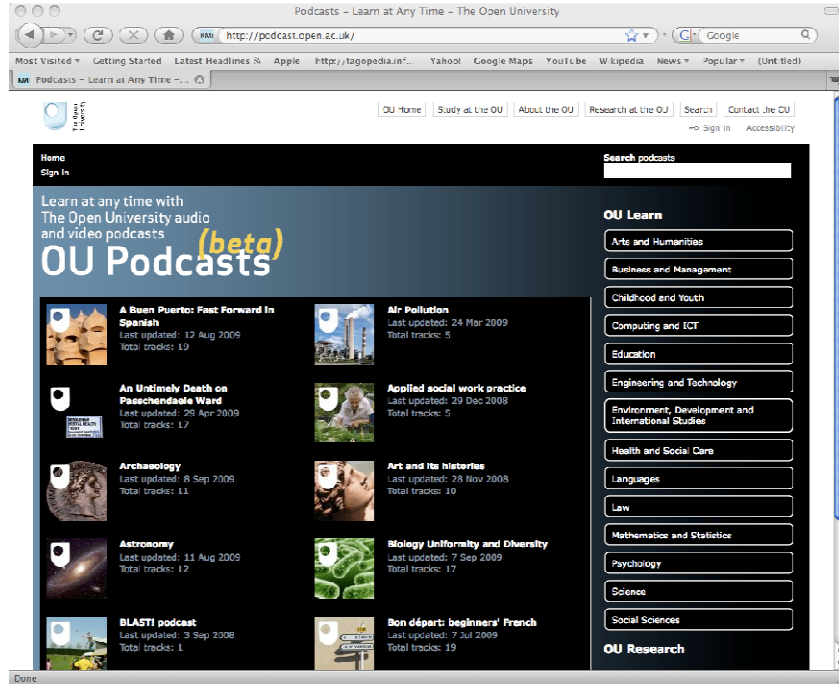 Podcasts – Learn at Any Time – The Open University
KMi http://podcast.open.ac.uk/
Google
Most Visited Getting Started Latest Headlines Apple http://tagopedia.inf... Yahoo! Google Maps YouTube Wikipedia News Popular (Untitled)
KMi Podcasts – Learn at Any Time –...
The Open
University
OU Home Study at the OU About the OU Research at the OU Search Contact the OU
Sign in Accessibility
Home
Sign in
Search podcasts
Learn at any time with
The Open University audio
and video podcasts
(beta)
OU Podcasts
A Buen Puerto: Fast Forward in
Spanish
Last updated: 12 Aug 2009
Total tracks: 19
Air Pollution
Last updated: 24 Mar 2009
Total tracks: 5
An Untimely Death on
Passchendaele Ward
Last updated: 29 Apr 2009
Total tracks: 17
Applied social work practice
Last updated: 29 Dec 2008
Total tracks: 5
Archaeology
Last updated: 8 Sep 2009
Total tracks: 11
Art and its histories
Last updated: 28 Nov 2008
Total tracks: 10
Astronomy
Last updated: 11 Aug 2009
Total tracks: 12
Biology Uniformity and Diversity
Last updated: 7 Sep 2009
Total tracks: 17
BLAST! podcast
Last updated: 3 Sep 2008
Total tracks: 1
Bon départ: beginners' French
Last updated: 7 Jul 2009
Total tracks: 19
OU Learn
Arts and Humanities
Business and Management
Childhood and Youth
Computing and ICT
Education
Engineering and Technology
Environment, Development and
International Studies
Health and Social Care
Languages
Law
Mathematics and Statistics
Psychology
Science
Social Sciences
OU Research
Done